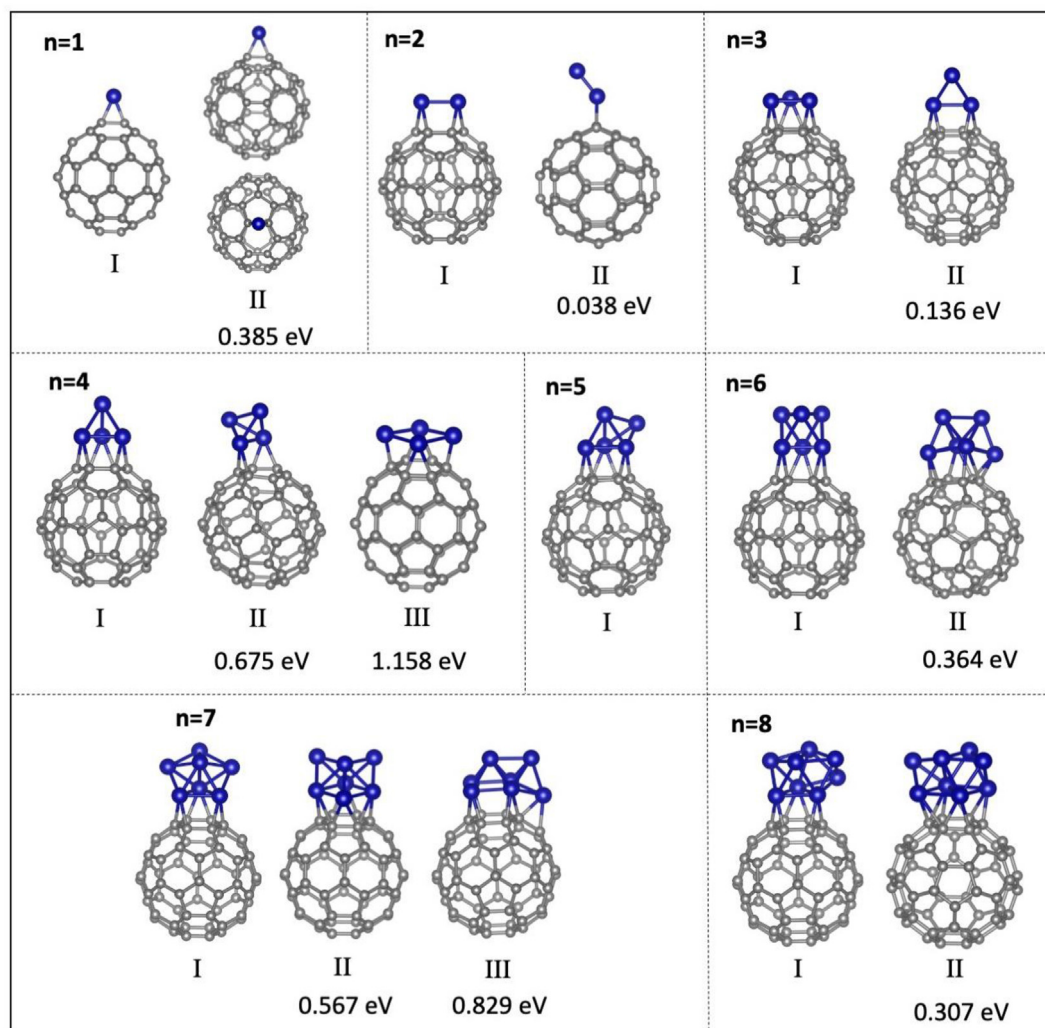 n=1
I
II
0.385 eV
n=2
I
II
0.038 eV
n=3
I
II
0.136 eV
n=4
I
II
III
0.675 eV
1.158 eV
n=5
I
n=6
I
II
0.364 eV
n=7
I
II
III
0.567 eV
0.829 eV
n=8
I
II
0.307 eV